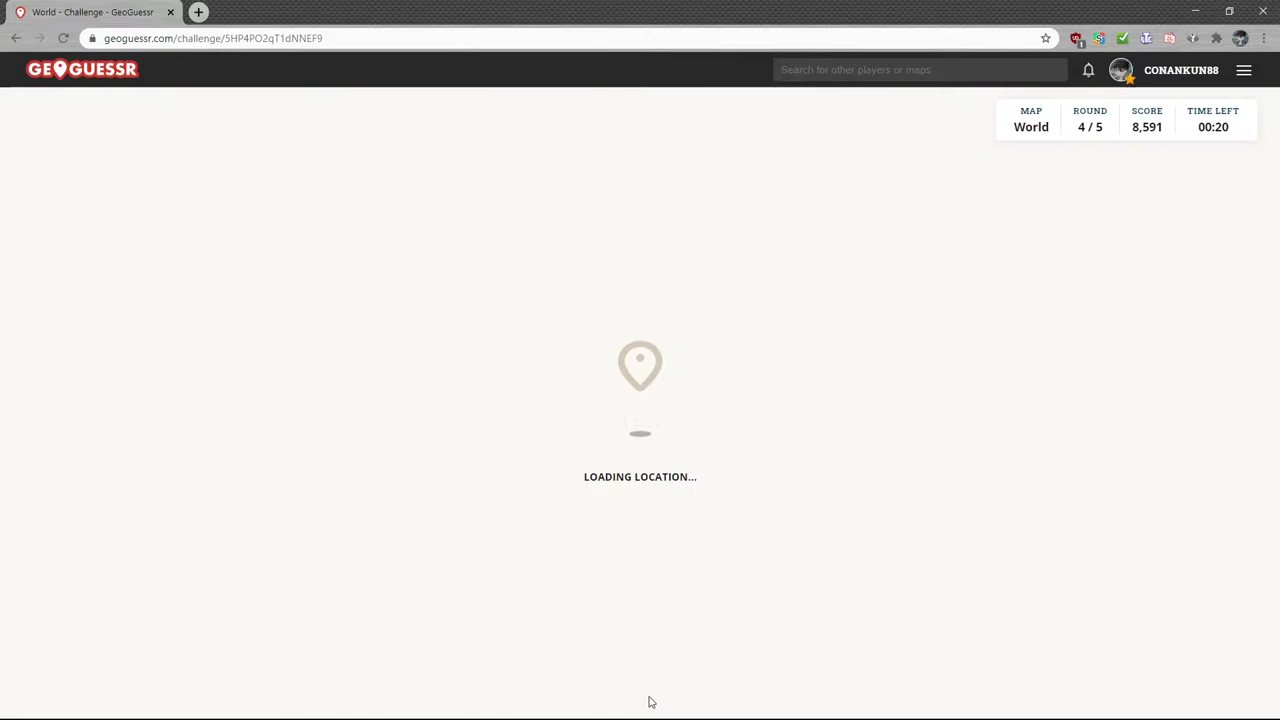 World - Challenge - GeoGuessr
geoguessr.com/challenge/5HP4PO2qT1dNNEF9
1
GEOGUESSR
Search for other players or maps
CONANKUN88
MAP ROUND SCORE TIME LEFT
World 4 / 5 8,591 00:20
LOADING LOCATION...